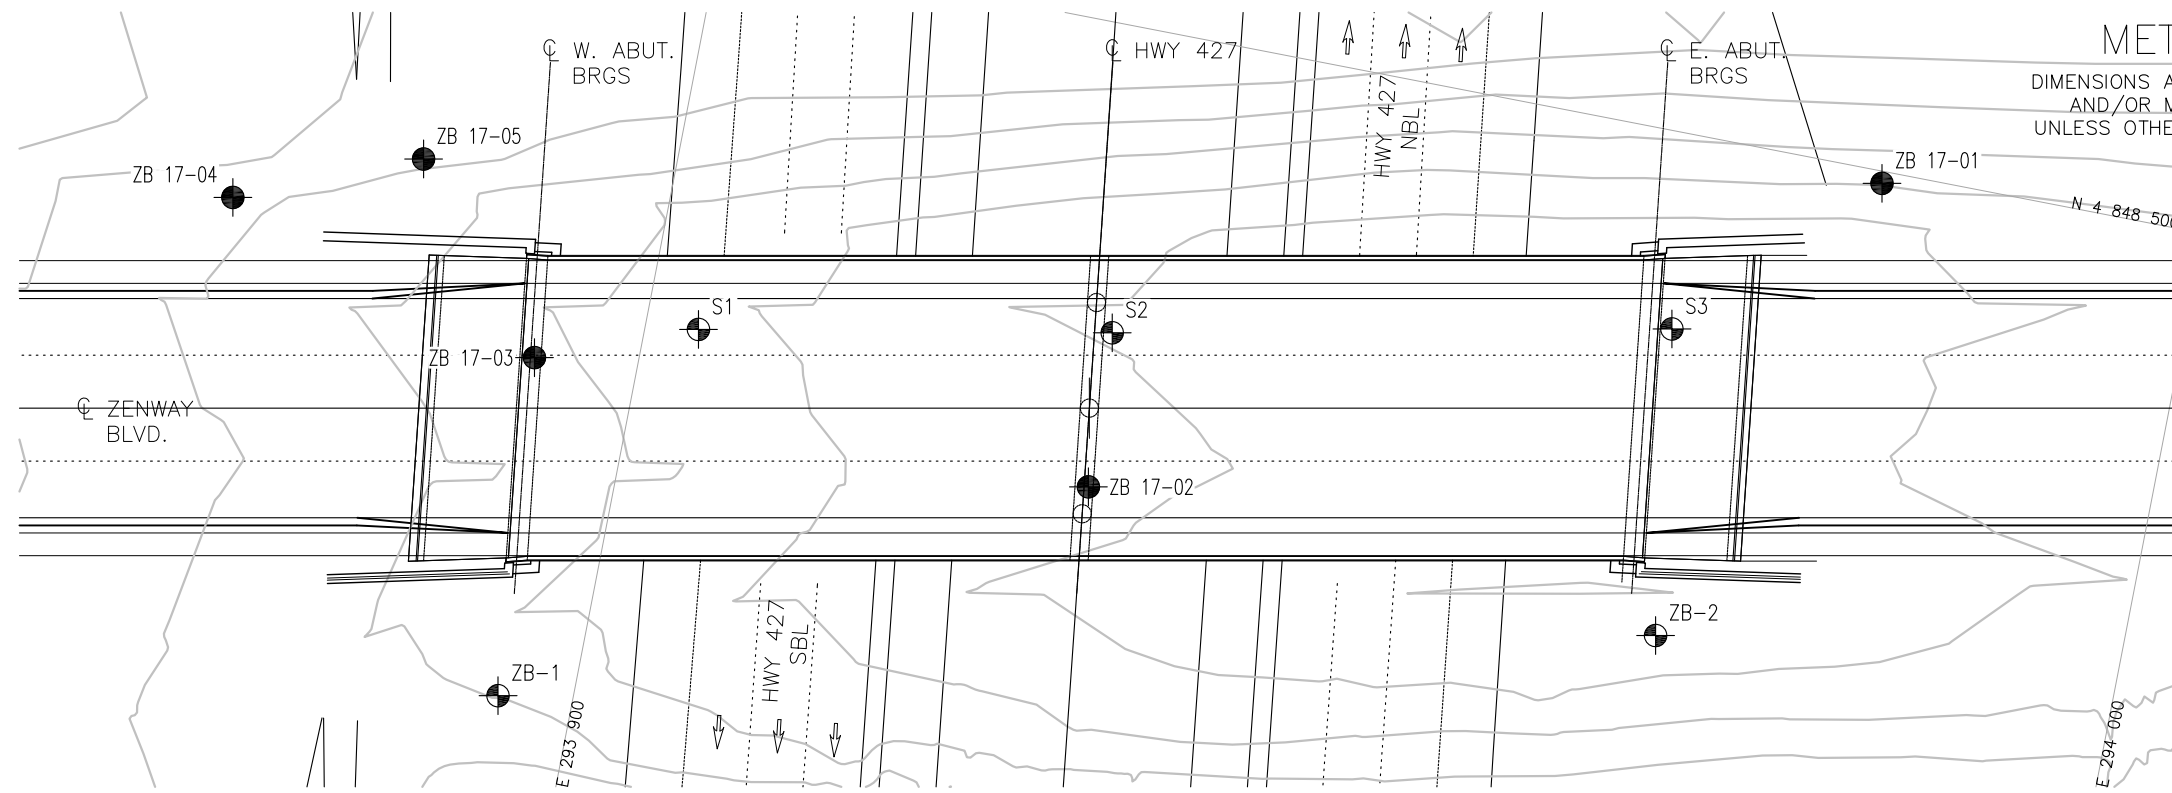 ℄ W. ABUT.
BRGS
℄ HWY 427
℄ E. ABUT.
BRGS
MET
DIMENSIONS A
AND/OR M
UNLESS OTHE
HWY 427
NBL
ZB 17-05
ZB 17-04
ZB 17-01
N 4 848 500
S1
S2
S3
ZB 17-03
℄ ZENWAY
BLVD.
ZB 17-02
ZB-2
ZB-1
HWY 427
SBL
E 293 900
E 294 000